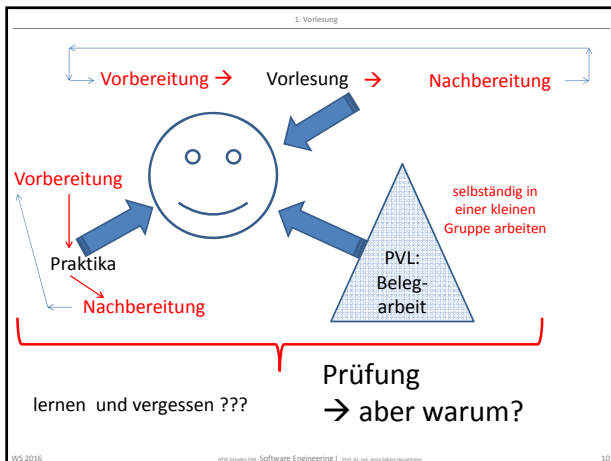 1. Vorlesung
Vorbereitung → Vorlesung → Nachbereitung
Vorbereitung
selbständig in
einer kleinen
Gruppe arbeiten
Praktika
PVL:
Beleg-
arbeit
Nachbereitung
Prüfung
lernen und vergessen ???
→ aber warum?
WS 2016
Software Engineering I
10